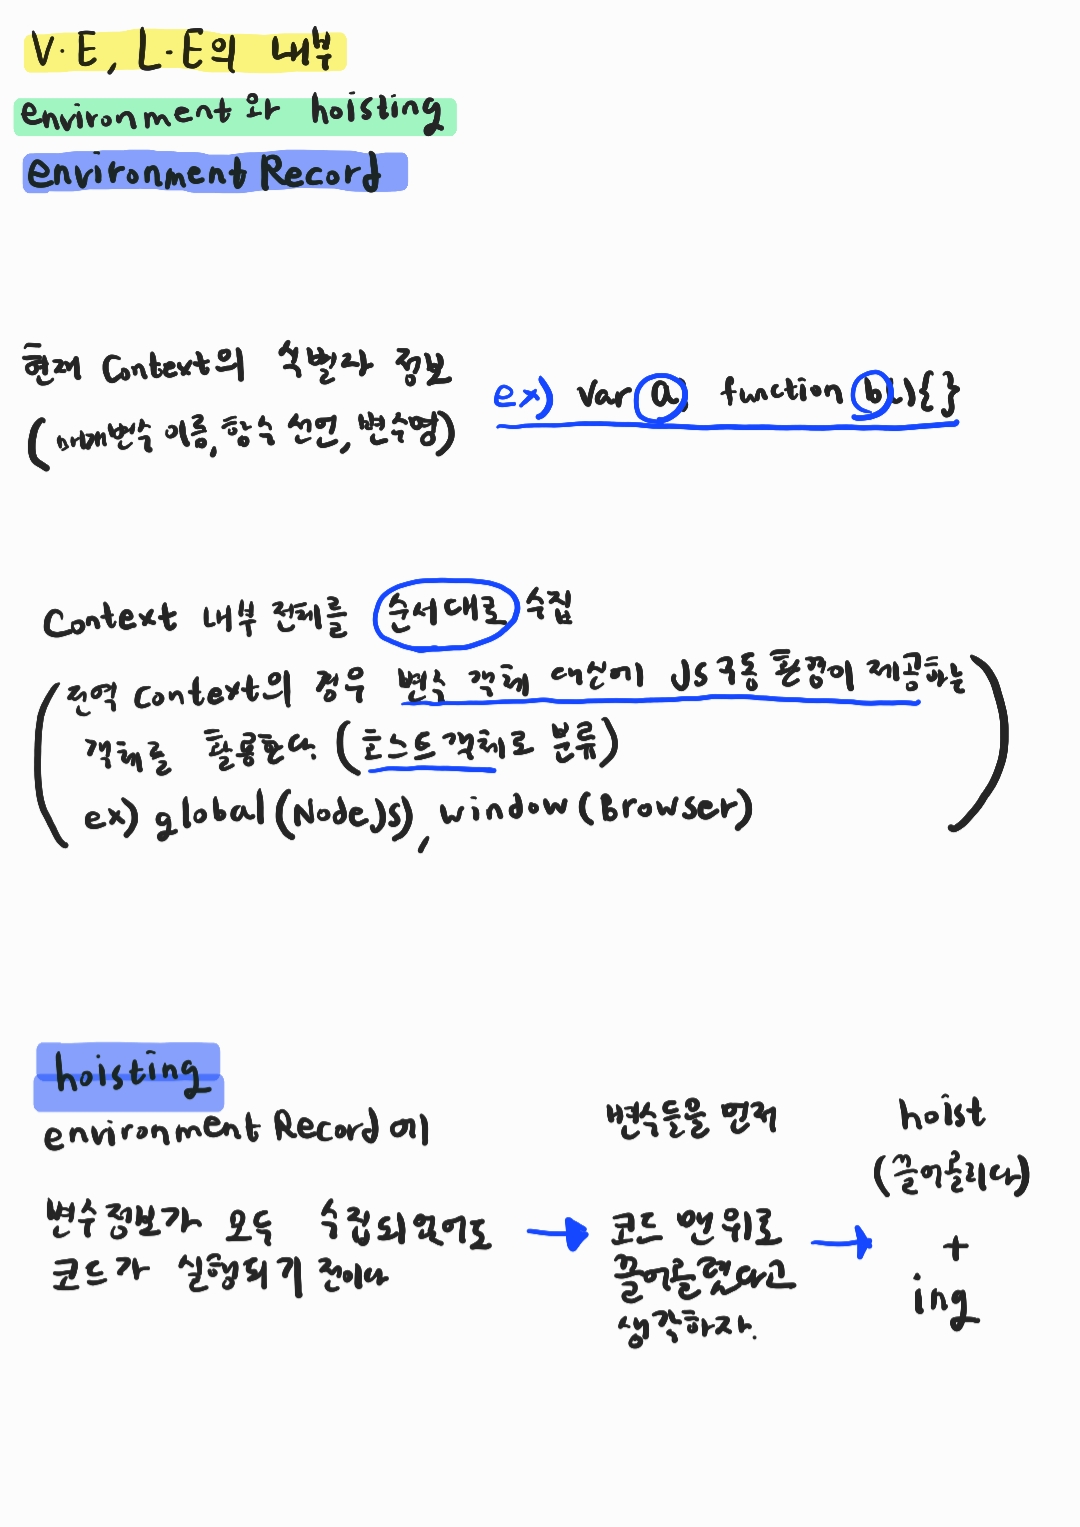 V·E, L·E의 내부
environment와 hoisting
environment Record
현재 Context의 식별자 정보
(매개변수 이름, 함수 선언, 변수명)
ex) var a, function b(){}
Context 내부 전체를 순서대로 수집
(전역 Context의 경우 변수 객체 대신에 JS 구동 환경이 제공하는
객체를 활용한다. (호스트 객체로 분류)
ex) global(NodeJS), window(Browser))
hoisting
environment Record에
변수정보가 모두 수집되었어도
코드가 실행되기 전이다
변수들을 먼저
코드 맨 위로
끌어올렸다고
생각하자.
hoist
(끌어올리다)
+
ing